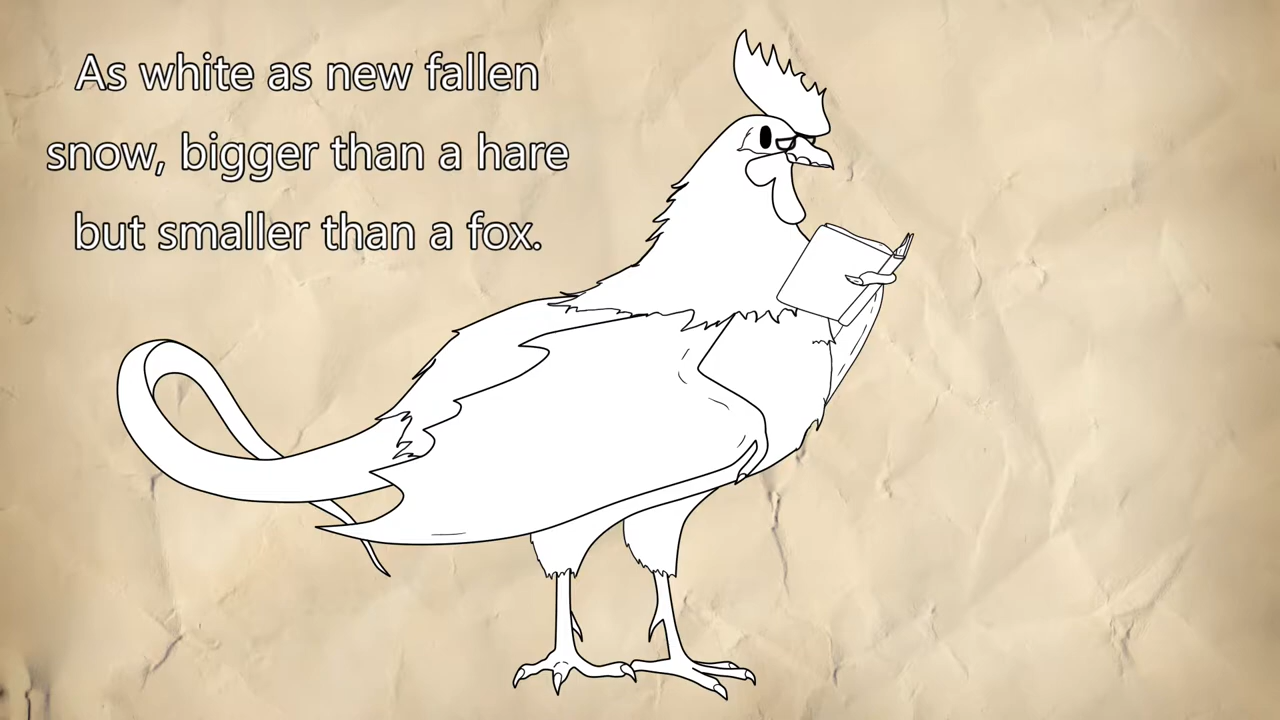 As white as new fallen
snow, bigger than a hare
but smaller than a fox.